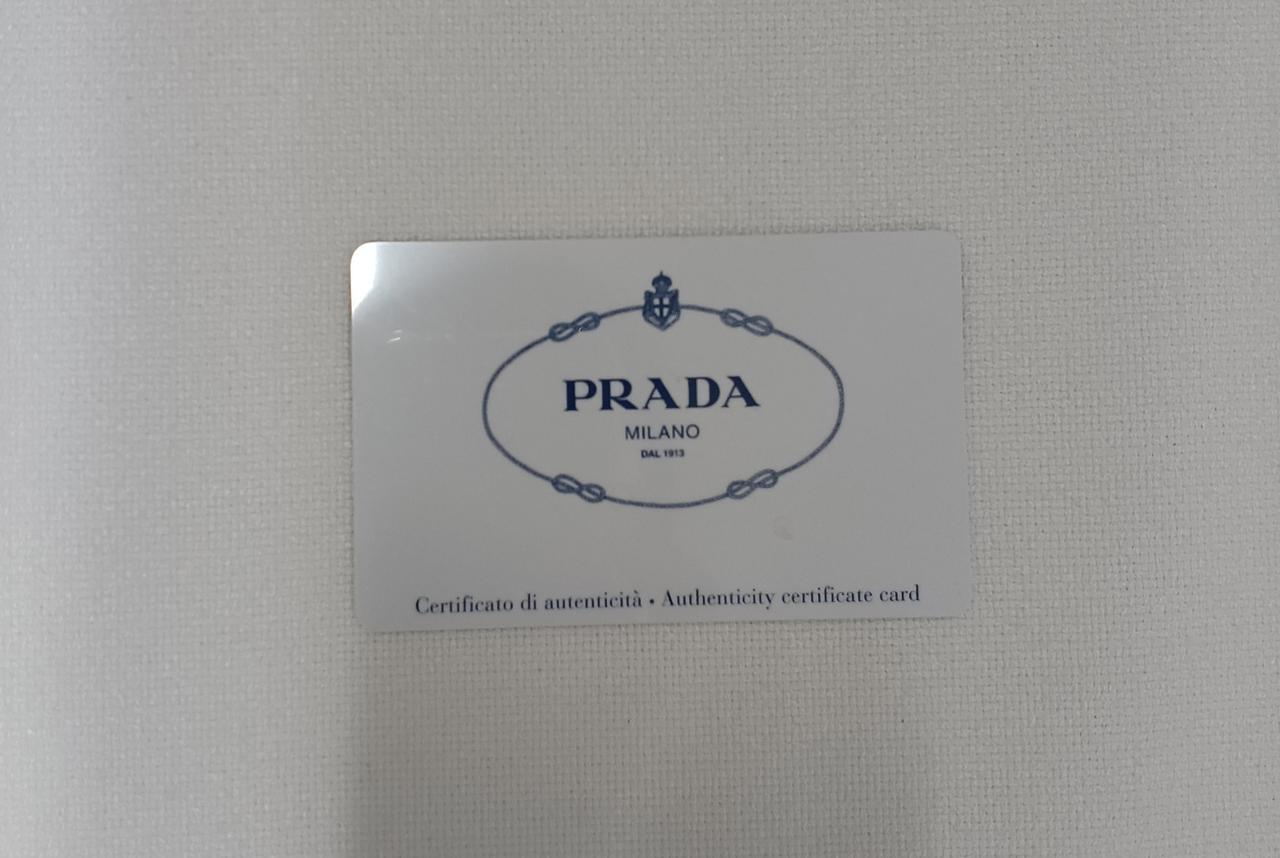 PRADA
MILANO
DAL 1913
Certificato di autenticità • Authenticity certificate card